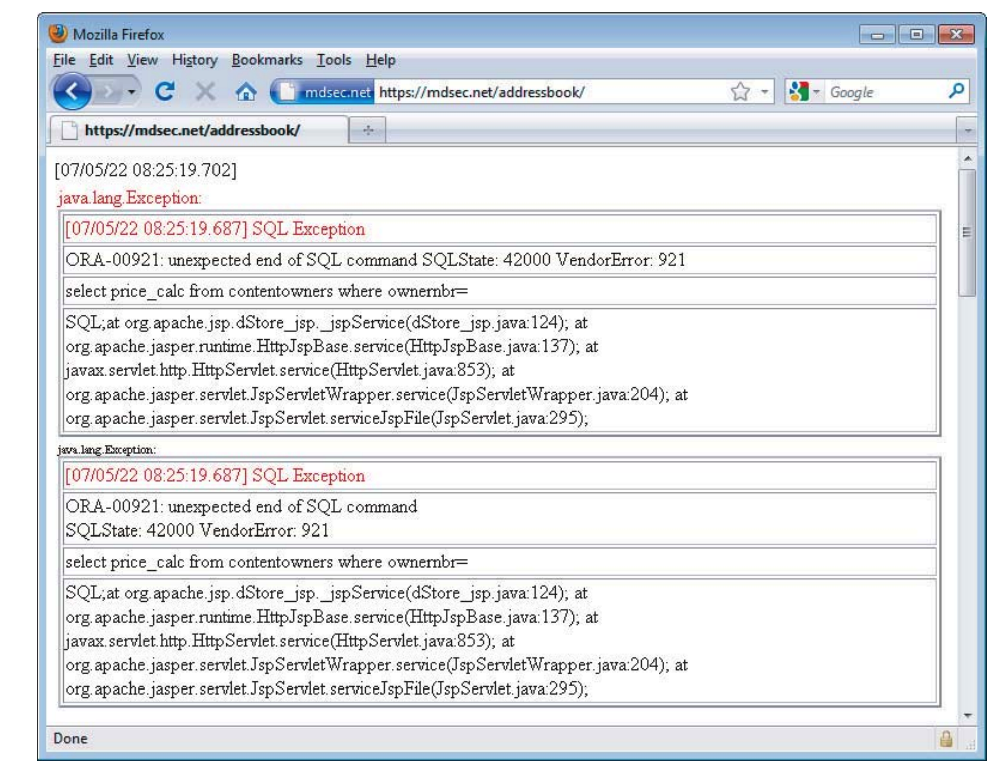 Mozilla Firefox
File Edit View History Bookmarks Tools Help
mdsec.net https://mdsec.net/addressbook/ Google
https://mdsec.net/addressbook/
[07/05/22 08:25:19.702]
java.lang.Exception:
[07/05/22 08:25:19.687] SQL Exception
ORA-00921: unexpected end of SQL command SQLState: 42000 VendorError: 921
select price_calc from contentowners where ownernbr=
SQL;at org.apache.jsp.dStore_jsp._jspService(dStore_jsp.java:124); at
org.apache.jasper.runtime.HttpJspBase.service(HttpJspBase.java:137); at
javax.servlet.http.HttpServlet.service(HttpServlet.java:853); at
org.apache.jasper.servlet.JspServletWrapper.service(JspServletWrapper.java:204); at
org.apache.jasper.servlet.JspServlet.serviceJspFile(JspServlet.java:295);
java.lang.Exception:
[07/05/22 08:25:19.687] SQL Exception
ORA-00921: unexpected end of SQL command
SQLState: 42000 VendorError: 921
select price_calc from contentowners where ownernbr=
SQL;at org.apache.jsp.dStore_jsp._jspService(dStore_jsp.java:124); at
org.apache.jasper.runtime.HttpJspBase.service(HttpJspBase.java:137); at
javax.servlet.http.HttpServlet.service(HttpServlet.java:853); at
org.apache.jasper.servlet.JspServletWrapper.service(JspServletWrapper.java:204); at
org.apache.jasper.servlet.JspServlet.serviceJspFile(JspServlet.java:295);
Done